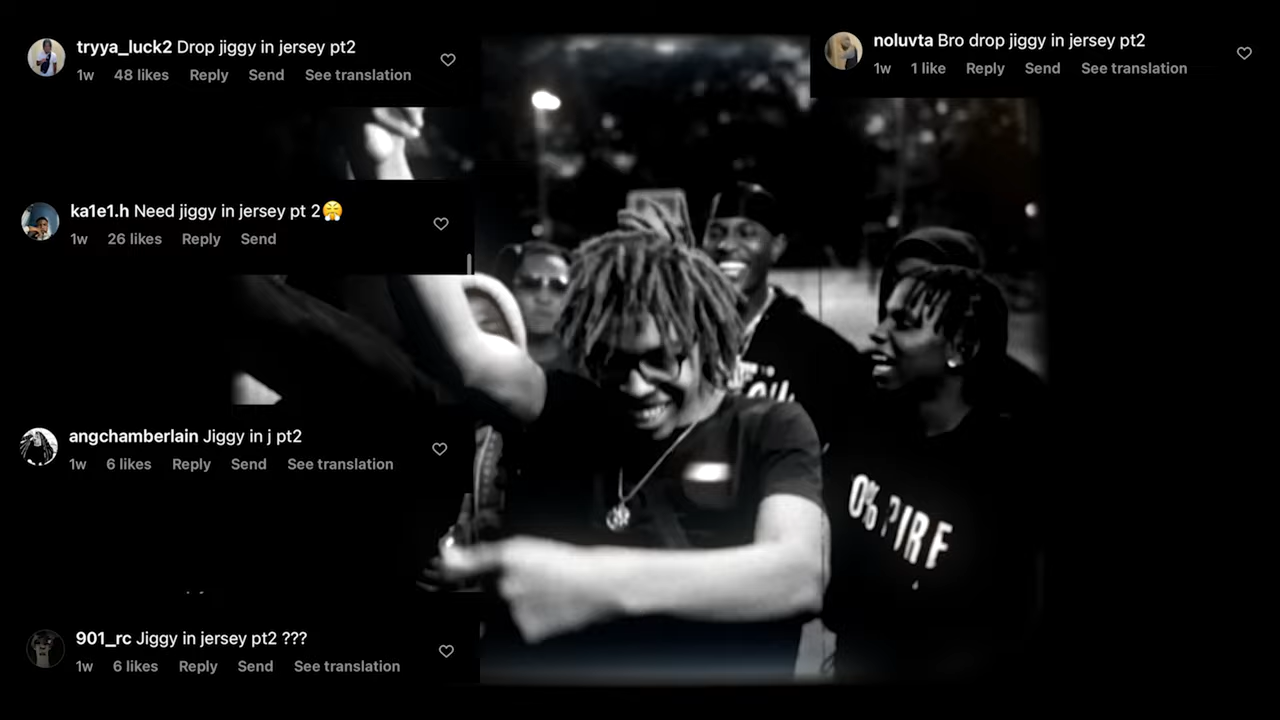 tryya_luck2 Drop jiggy in jersey pt2
1w 48 likes Reply Send See translation
noluvta Bro drop jiggy in jersey pt2
1w 1 like Reply Send See translation
ka1e1.h Need jiggy in jersey pt 2😤
1w 26 likes Reply Send
angchamberlain Jiggy in j pt2
1w 6 likes Reply Send See translation
0%
901_rc Jiggy in jersey pt2 ???
1w 6 likes Reply Send See translation